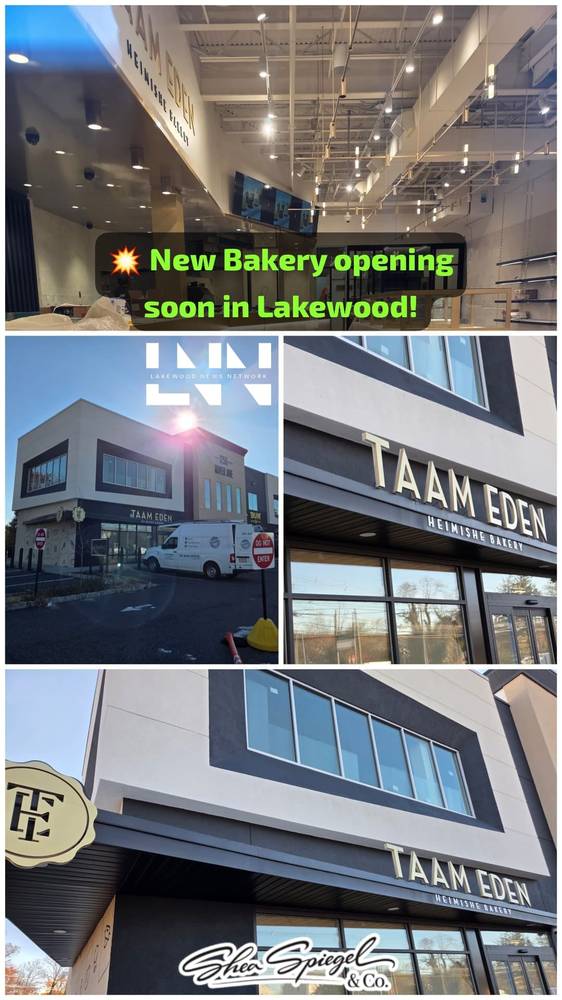 TAAM EDEN
HEIMISHE BAKERY
💥 New Bakery opening
soon in Lakewood!
LNN
LAKEWOOD NEWS NETWORK
TAAM EDEN
DO NOT
ENTER
TAAM EDEN
HEIMISHE BAKERY
TE
TAAM EDEN
HEIMISHE BAKERY
Shea Spiegel
& Co.